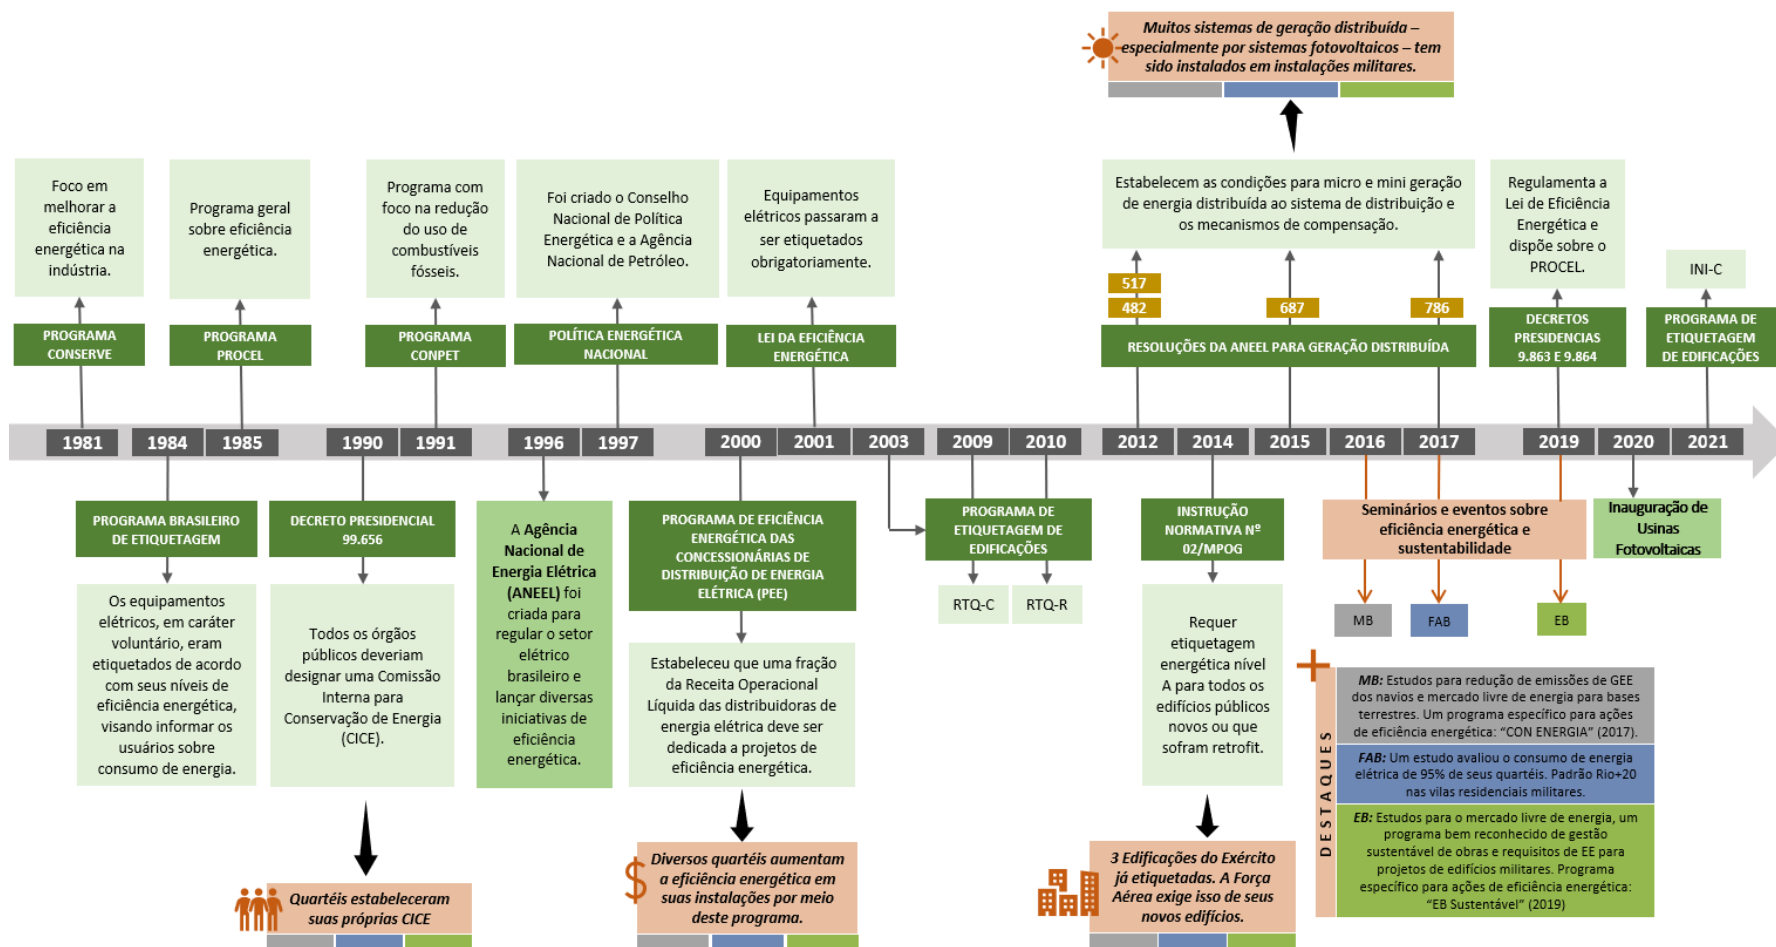 Muitos sistemas de geração distribuída –
especialmente por sistemas fotovoltaicos – tem
sido instalados em instalações militares.
Foco em
melhorar a
eficiência
energética na
indústria.
Programa geral
sobre eficiência
energética.
Programa com
foco na redução
do uso de
combustíveis
fósseis.
Foi criado o Conselho
Nacional de Política
Energética e a Agência
Nacional de Petróleo.
Equipamentos
elétricos passaram a
ser etiquetados
obrigatoriamente.
Estabelecem as condições para micro e mini geração
de energia distribuída ao sistema de distribuição e
os mecanismos de compensação.
Regulamenta a
Lei de Eficiência
Energética e
dispõe sobre o
PROCEL.
INI-C
517
482
687
786
PROGRAMA
CONSERVE
PROGRAMA
PROCEL
PROGRAMA
CONPET
POLÍTICA ENERGÉTICA
NACIONAL
LEI DA EFICIÊNCIA
ENERGÉTICA
RESOLUÇÕES DA ANEEL PARA GERAÇÃO DISTRIBUÍDA
DECRETOS
PRESIDENCIAS
9.863 E 9.864
PROGRAMA DE
ETIQUETAGEM
DE EDIFICAÇÕES
1981
1984
1985
1990
1991
1996
1997
2000
2001
2003
2009
2010
2012
2014
2015
2016
2017
2019
2020
2021
PROGRAMA BRASILEIRO
DE ETIQUETAGEM
Os equipamentos
elétricos, em caráter
voluntário, eram
etiquetados de acordo
com seus níveis de
eficiência energética,
visando informar os
usuários sobre
consumo de energia.
DECRETO PRESIDENCIAL
99.656
Todos os órgãos
públicos deveriam
designar uma Comissão
Interna para
Conservação de Energia
(CICE).
Quartéis estabeleceram
suas próprias CICE
A Agência
Nacional de
Energia Elétrica
(ANEEL) foi
criada para
regular o setor
elétrico
brasileiro e
lançar diversas
iniciativas de
eficiência
energética.
PROGRAMA DE EFICIÊNCIA
ENERGÉTICA DAS
CONCESSIONÁRIAS DE
DISTRIBUIÇÃO DE ENERGIA
ELÉTRICA (PEE)
Estabeleceu que uma fração
da Receita Operacional
Líquida das distribuidoras de
energia elétrica deve ser
dedicada a projetos de
eficiência energética.
$
Diversos quartéis aumentam
a eficiência energética em
suas instalações por meio
deste programa.
PROGRAMA DE
ETIQUETAGEM DE
EDIFICAÇÕES
RTQ-C
RTQ-R
INSTRUÇÃO
NORMATIVA Nº
02/MPOG
Requer
etiquetagem
energética nível
A para todos os
edifícios públicos
novos ou que
sofram retrofit.
3 Edificações do Exército
já etiquetadas. A Força
Aérea exige isso de seus
novos edifícios.
Seminários e eventos sobre
eficiência energética e
sustentabilidade
MB
FAB
EB
Inauguração de
Usinas
Fotovoltaicas
DESTAQUES
MB: Estudos para redução de emissões de GEE
dos navios e mercado livre de energia para bases
terrestres. Um programa específico para ações
de eficiência energética: “CON ENERGIA” (2017).
FAB: Um estudo avaliou o consumo de energia
elétrica de 95% de seus quartéis. Padrão Rio+20
nas vilas residenciais militares.
EB: Estudos para o mercado livre de energia, um
programa bem reconhecido de gestão
sustentável de obras e requisitos de EE para
projetos de edifícios militares. Programa
específico para ações de eficiência energética:
“EB Sustentável” (2019)